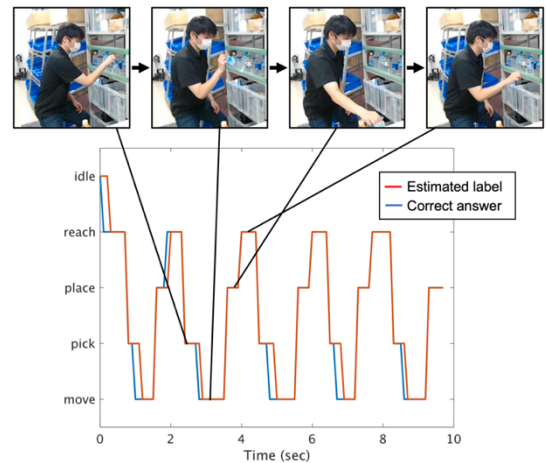 idle
reach
place
pick
move
Estimated label
Correct answer
0
2
4
6
8
10
Time (sec)